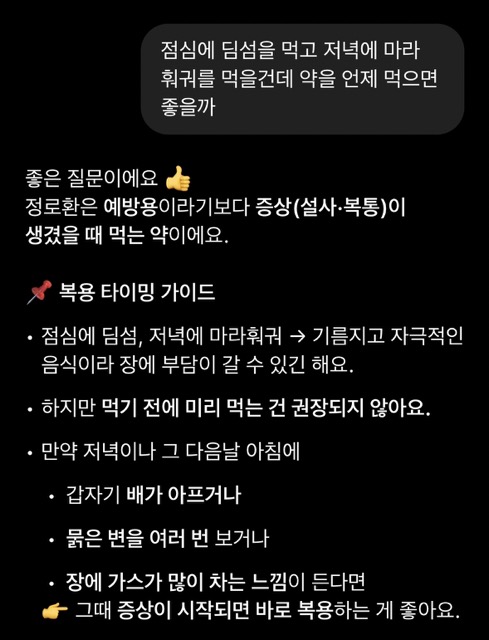 점심에 딤섬을 먹고 저녁에 마라
훠궈를 먹을건데 약을 언제 먹으면
좋을까
좋은 질문이에요 👍
정로환은 예방용이라기보다 증상(설사·복통)이
생겼을 때 먹는 약이에요.
📌 복용 타이밍 가이드
• 점심에 딤섬, 저녁에 마라훠궈 → 기름지고 자극적인
음식이라 장에 부담이 갈 수 있긴 해요.
• 하지만 먹기 전에 미리 먹는 건 권장되지 않아요.
• 만약 저녁이나 그 다음날 아침에
• 갑자기 배가 아프거나
• 묽은 변을 여러 번 보거나
• 장에 가스가 많이 차는 느낌이 든다면
👉 그때 증상이 시작되면 바로 복용하는 게 좋아요.